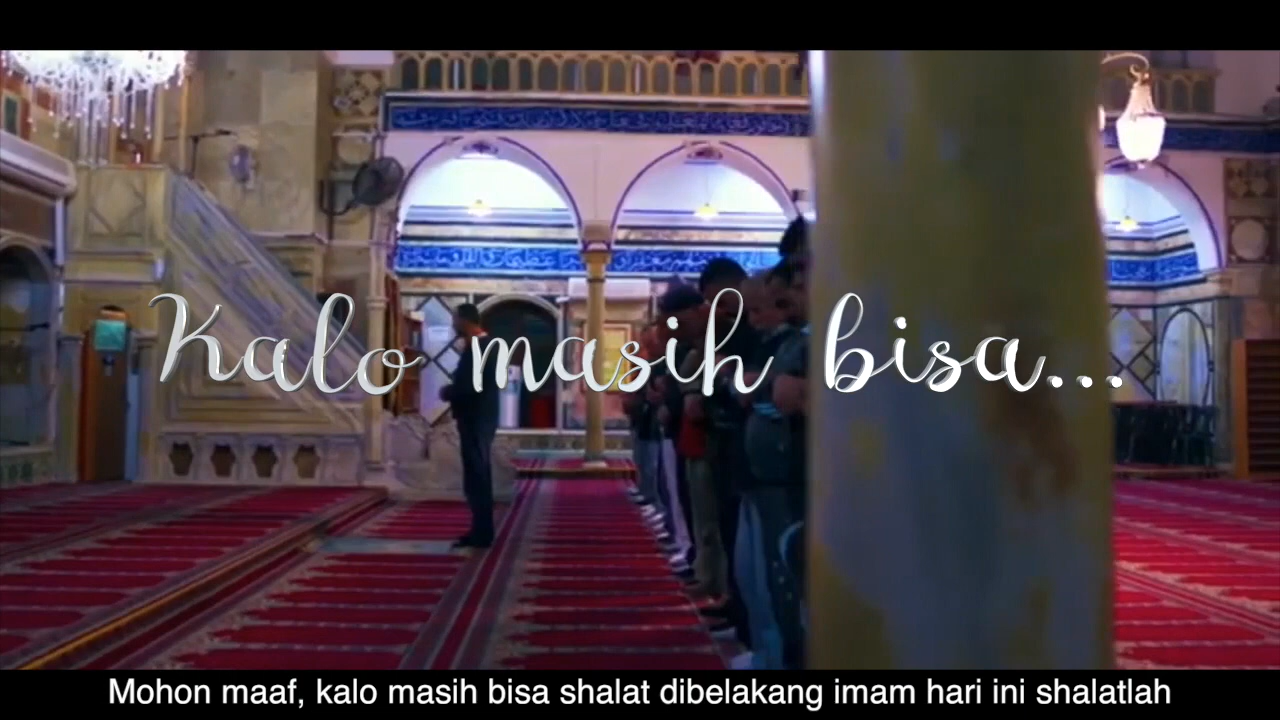 Kalo masih bisa...
Mohon maaf, kalo masih bisa shalat dibelakang imam hari ini shalatlah